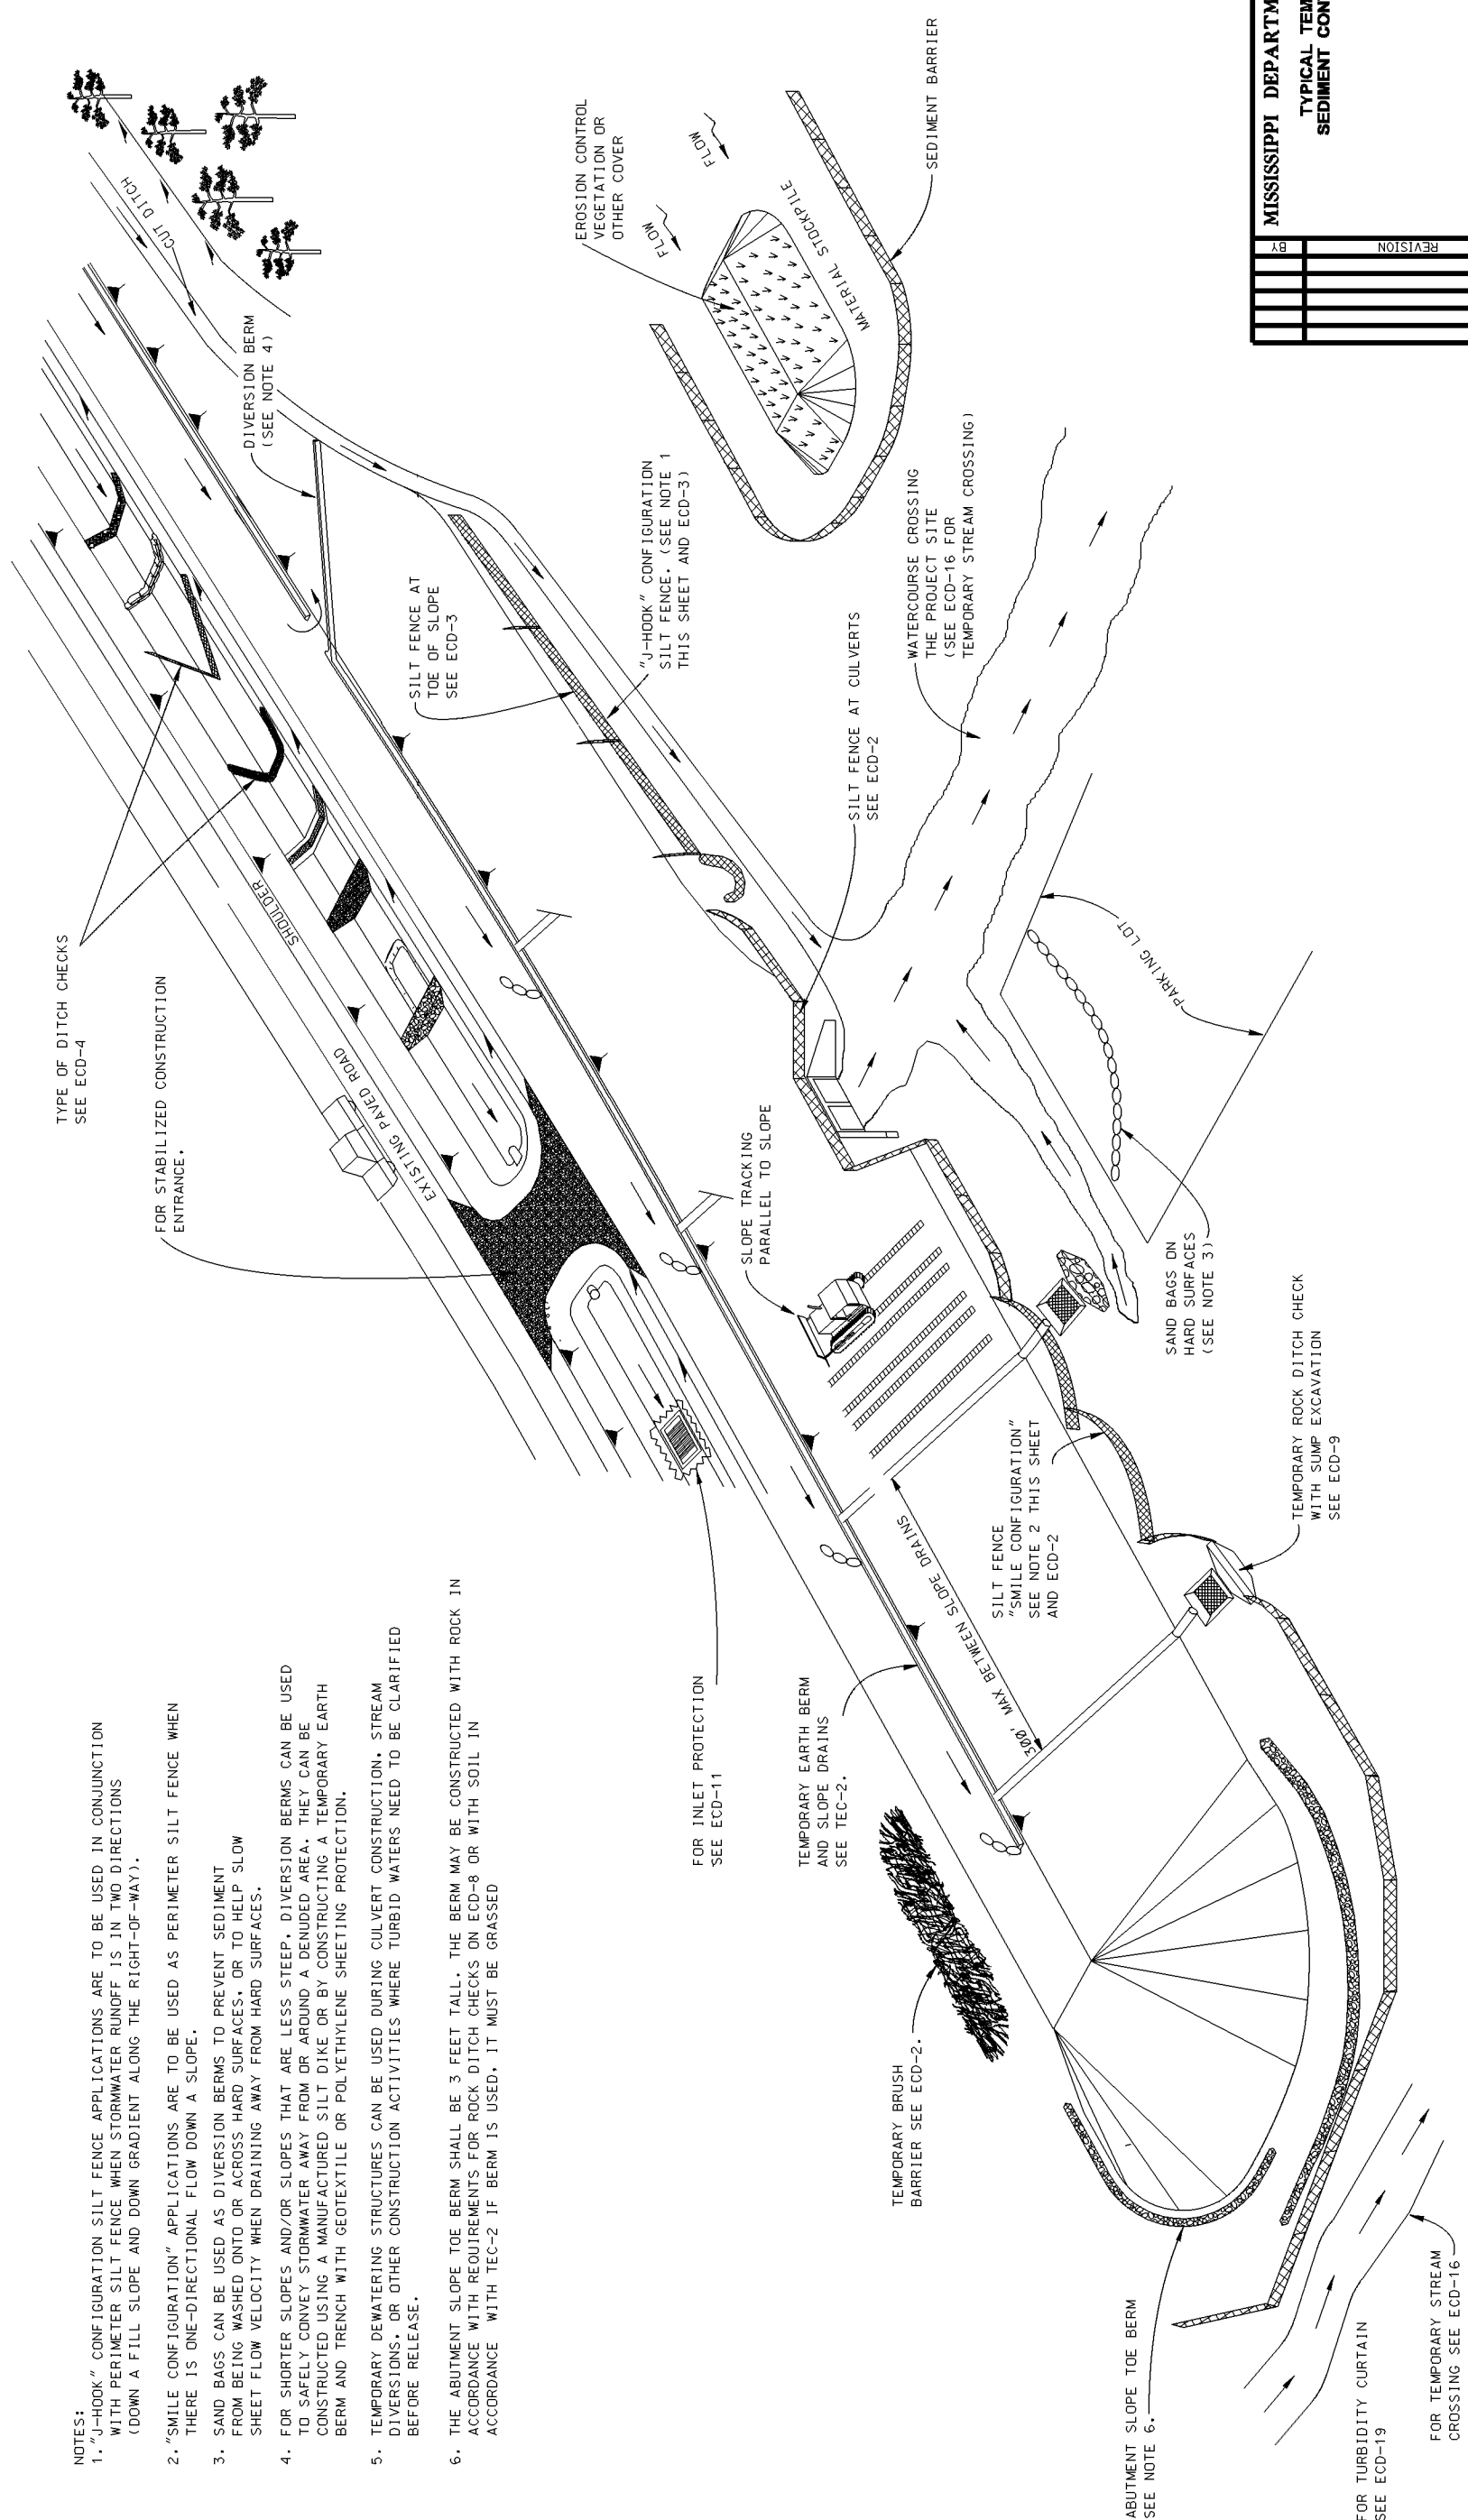 NOTES:
1. "J-HOOK" CONFIGURATION SILT FENCE APPLICATIONS ARE TO BE USED IN CONJUNCTION
WITH PERIMETER SILT FENCE WHEN STORMWATER RUNOFF IS IN TWO DIRECTIONS
(DOWN A FILL SLOPE AND DOWN GRADIENT ALONG THE RIGHT-OF-WAY).
2. "SMILE CONFIGURATION" APPLICATIONS ARE TO BE USED AS PERIMETER SILT FENCE WHEN
THERE IS ONE-DIRECTIONAL FLOW DOWN A SLOPE.
3. SAND BAGS CAN BE USED AS DIVERSION BERMS TO PREVENT SEDIMENT
FROM BEING WASHED ONTO OR ACROSS HARD SURFACES, OR TO HELP SLOW
SHEET FLOW VELOCITY WHEN DRAINING AWAY FROM HARD SURFACES.
4. FOR SHORTER SLOPES AND/OR SLOPES THAT ARE LESS STEEP, DIVERSION BERMS CAN BE USED
TO SAFELY CONVEY STORMWATER AWAY FROM OR AROUND A DENUDED AREA. THEY CAN BE
CONSTRUCTED USING A MANUFACTURED SILT DIKE OR BY CONSTRUCTING A TEMPORARY EARTH
BERM AND TRENCH WITH GEOTEXTILE OR POLYETHYLENE SHEETING PROTECTION.
5. TEMPORARY DEWATERING STRUCTURES CAN BE USED DURING CULVERT CONSTRUCTION, STREAM
DIVERSIONS, OR OTHER CONSTRUCTION ACTIVITIES WHERE TURBID WATERS NEED TO BE CLARIFIED
BEFORE RELEASE.
6. THE ABUTMENT SLOPE TOE BERM SHALL BE 3 FEET TALL. THE BERM MAY BE CONSTRUCTED WITH ROCK IN
ACCORDANCE WITH REQUIREMENTS FOR ROCK DITCH CHECKS ON ECD-8 OR WITH SOIL IN
ACCORDANCE WITH TEC-2 IF BERM IS USED, IT MUST BE GRASSED
TYPE OF DITCH CHECKS
SEE ECD-4
FOR STABILIZED CONSTRUCTION
ENTRANCE.
SHOULDER
EXISTING PAVED ROAD
CUT DITCH
DIVERSION BERM
(SEE NOTE 4)
SILT FENCE AT
TOE OF SLOPE
SEE ECD-3
EROSION CONTROL
VEGETATION OR
OTHER COVER
FLOW
FLOW
MATERIAL STOCKPILE
SEDIMENT BARRIER
"J-HOOK" CONFIGURATION
SILT FENCE. (SEE NOTE 1
THIS SHEET AND ECD-3)
SILT FENCE AT CULVERTS
SEE ECD-2
WATERCOURSE CROSSING
THE PROJECT SITE
(SEE ECD-16 FOR
TEMPORARY STREAM CROSSING)
PARKING LOT
SLOPE TRACKING
PARALLEL TO SLOPE
SAND BAGS ON
HARD SURFACES
(SEE NOTE 3)
FOR INLET PROTECTION
SEE ECD-11
TEMPORARY EARTH BERM
AND SLOPE DRAINS
SEE TEC-2.
300' MAX BETWEEN SLOPE DRAINS
SILT FENCE
"SMILE CONFIGURATION"
SEE NOTE 2 THIS SHEET
AND ECD-2
TEMPORARY ROCK DITCH CHECK
WITH SUMP EXCAVATION
SEE ECD-9
TEMPORARY BRUSH
BARRIER SEE ECD-2.
ABUTMENT SLOPE TOE BERM
SEE NOTE 6.
FOR TURBIDITY CURTAIN
SEE ECD-19
FOR TEMPORARY STREAM
CROSSING SEE ECD-16
MISSISSIPPI DEPARTM
TYPICAL TEM
SEDIMENT CON
BY
REVISION